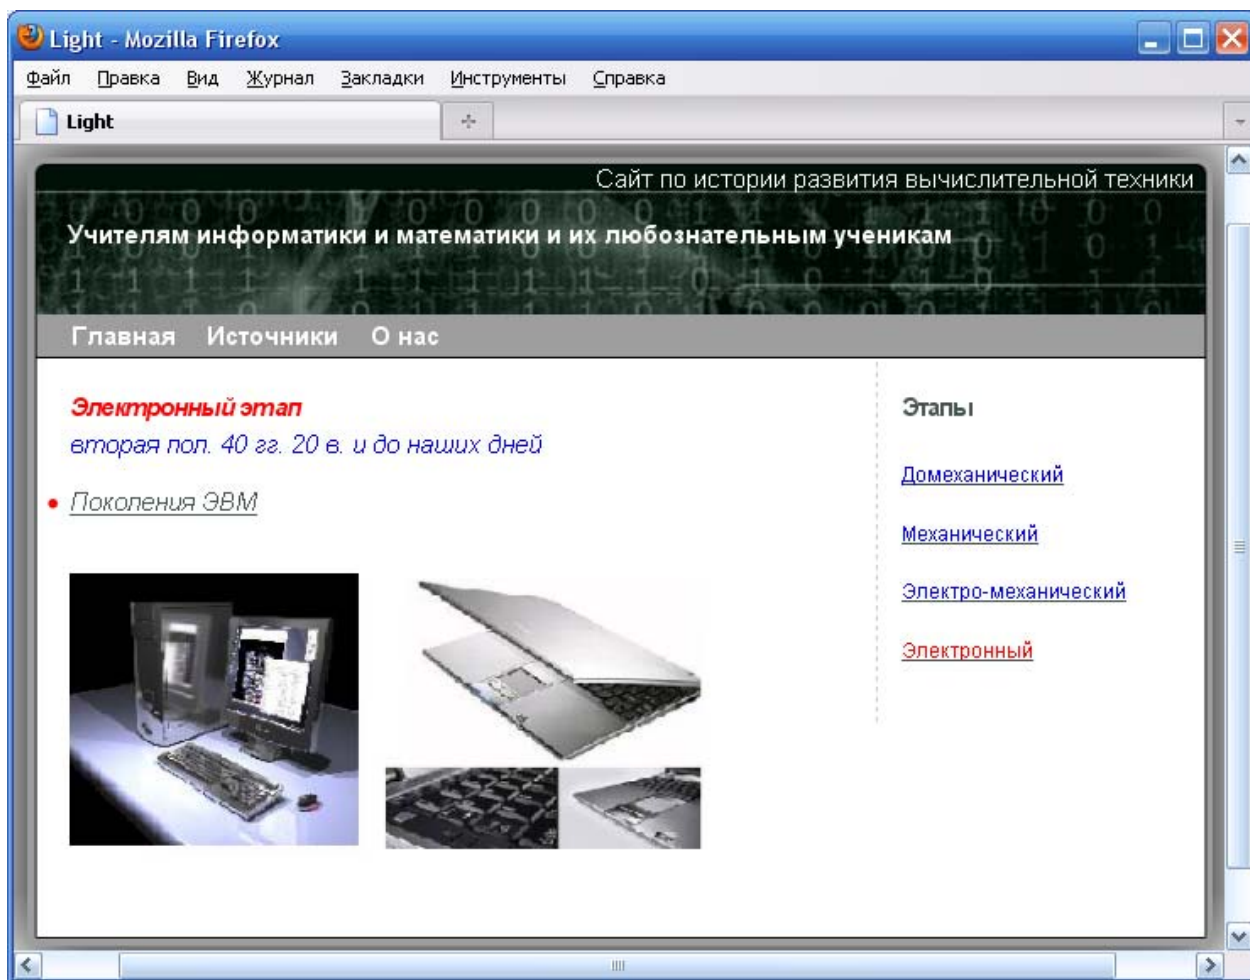 Light - Mozilla Firefox
Файл Правка Вид Журнал Закладки Инструменты Справка
Light
Сайт по истории развития вычислительной техники
Учителям информатики и математики и их любознательным ученикам
Главная Источники О нас
Электронный этап
вторая пол. 40 гг. 20 в. и до наших дней
Поколения ЭВМ
Этапы
Домеханический
Механический
Электро-механический
Электронный